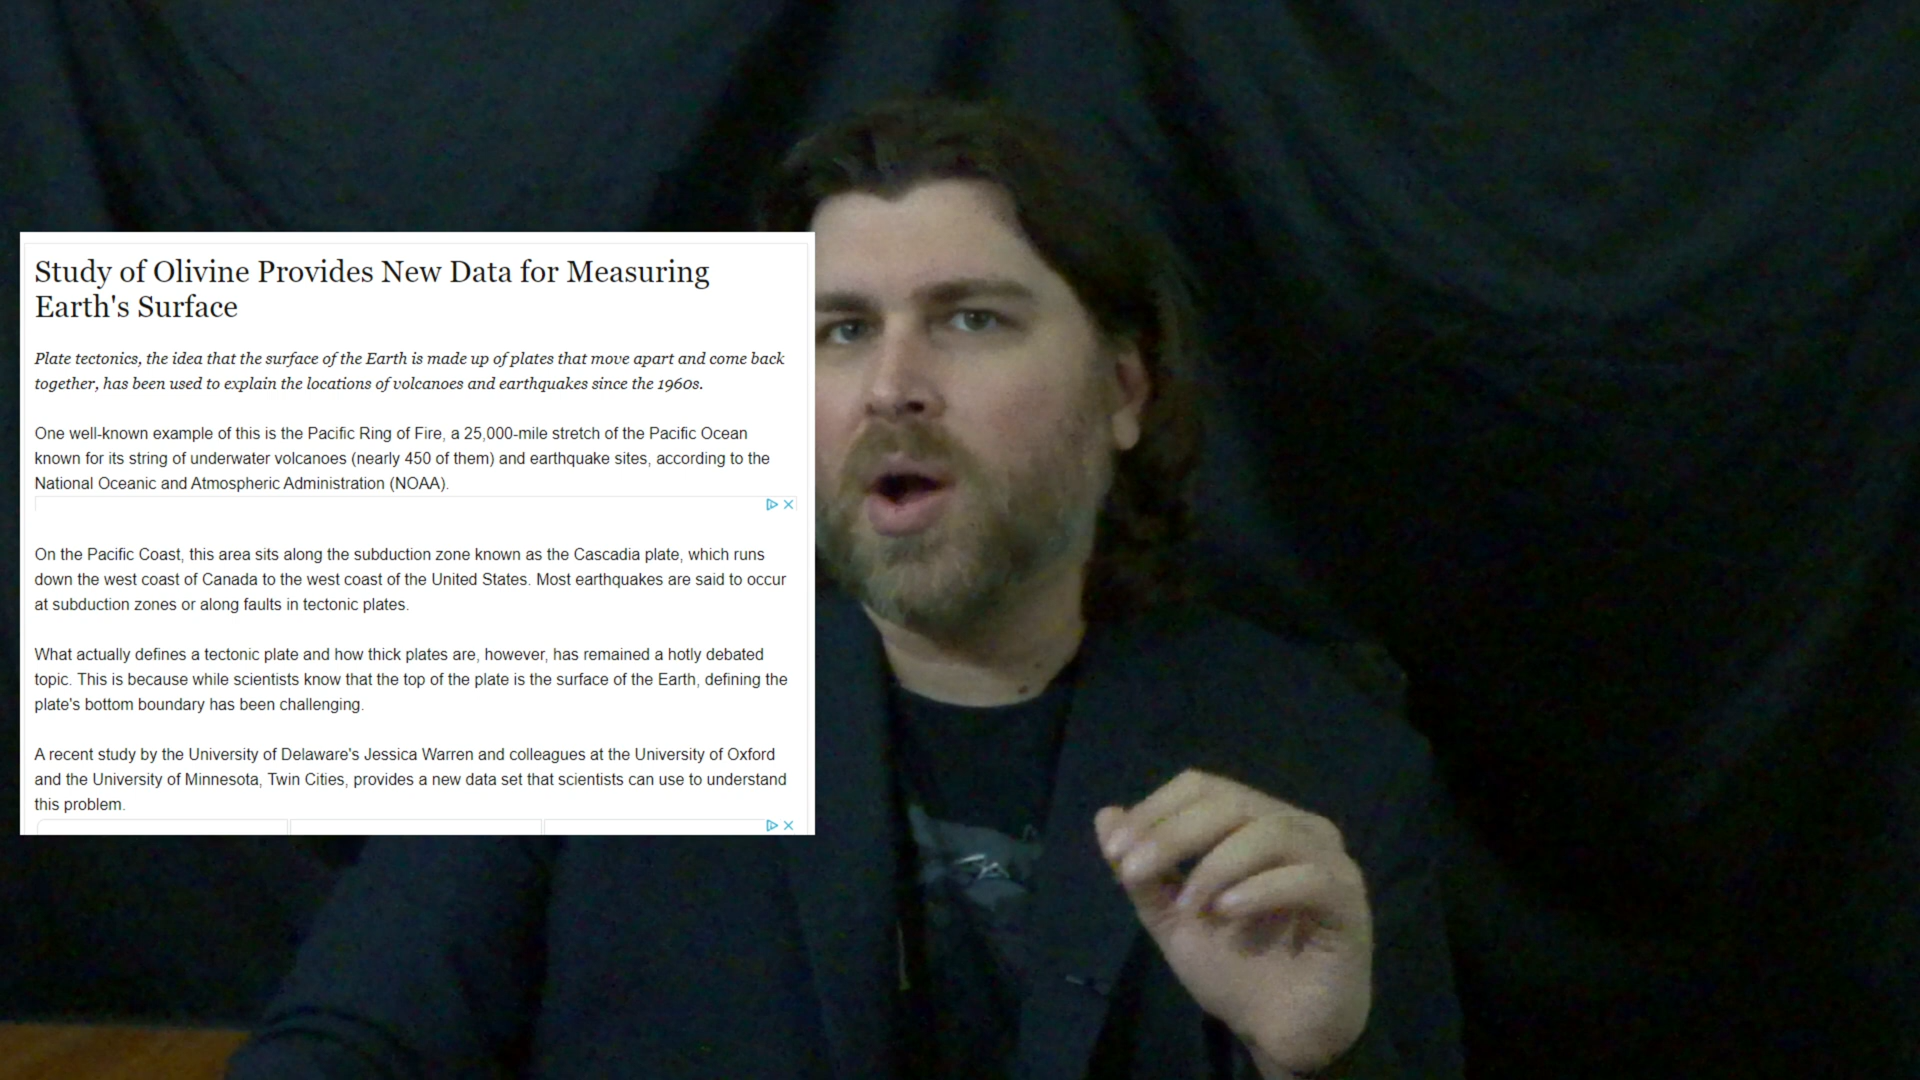 Study of Olivine Provides New Data for Measuring
Earth's Surface
Plate tectonics, the idea that the surface of the Earth is made up of plates that move apart and come back
together, has been used to explain the locations of volcanoes and earthquakes since the 1960s.
One well-known example of this is the Pacific Ring of Fire, a 25,000-mile stretch of the Pacific Ocean
known for its string of underwater volcanoes (nearly 450 of them) and earthquake sites, according to the
National Oceanic and Atmospheric Administration (NOAA).
On the Pacific Coast, this area sits along the subduction zone known as the Cascadia plate, which runs
down the west coast of Canada to the west coast of the United States. Most earthquakes are said to occur
at subduction zones or along faults in tectonic plates.
What actually defines a tectonic plate and how thick plates are, however, has remained a hotly debated
topic. This is because while scientists know that the top of the plate is the surface of the Earth, defining the
plate's bottom boundary has been challenging.
A recent study by the University of Delaware's Jessica Warren and colleagues at the University of Oxford
and the University of Minnesota, Twin Cities, provides a new data set that scientists can use to understand
this problem.